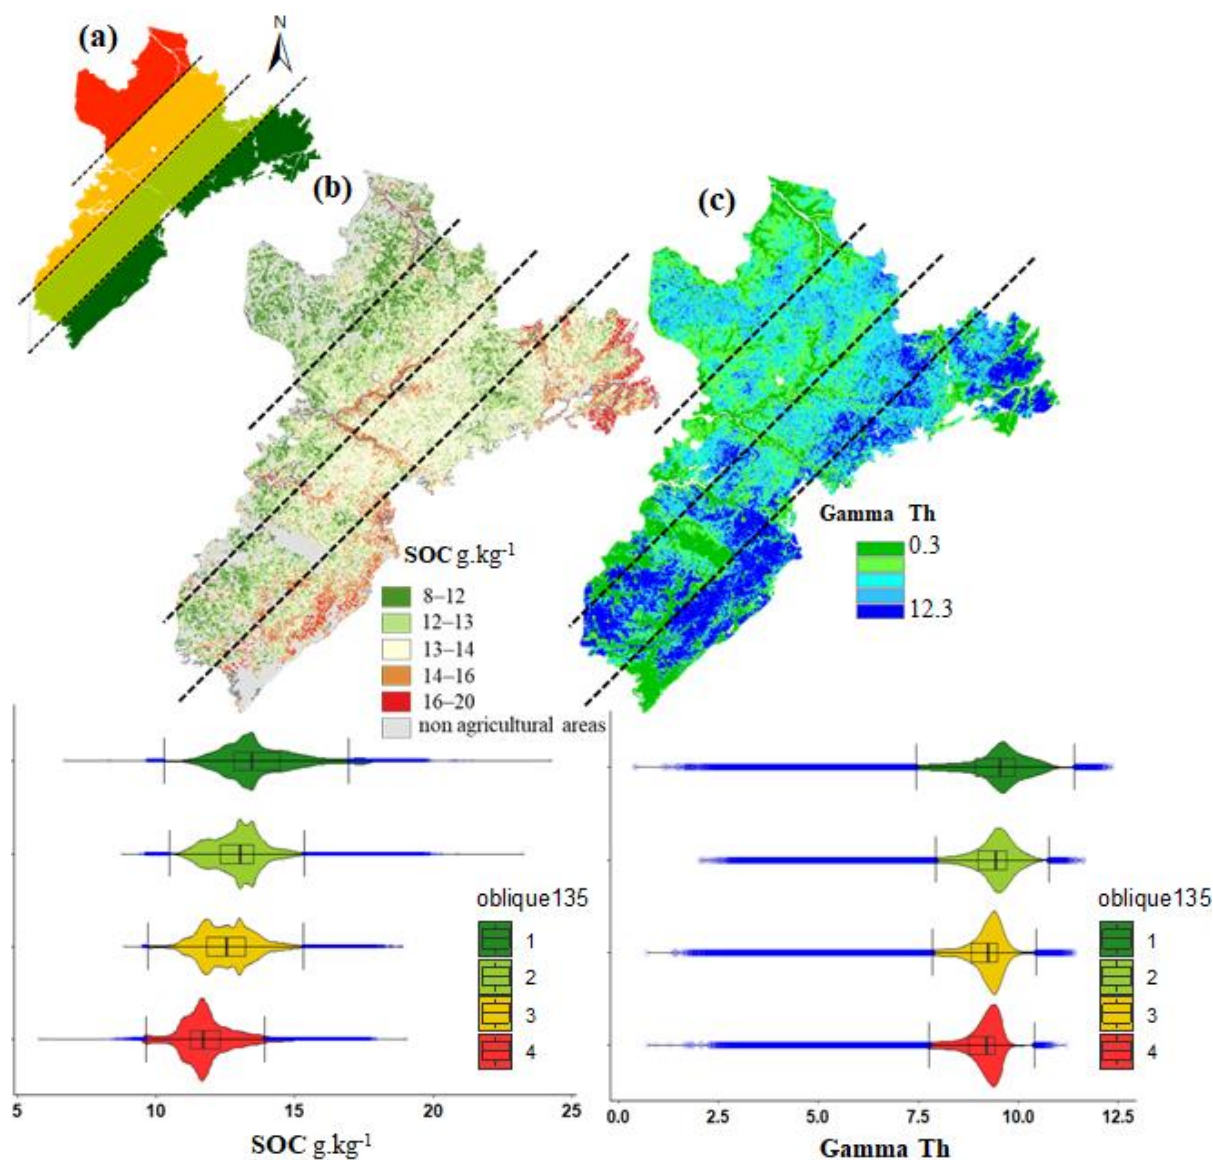 (a)
N
(b)
(c)
SOC g.kg-1
8–12
12–13
13–14
14–16
16–20
non agricultural areas
Gamma Th
0.3
12.3
oblique135
1
2
3
4
5 10 15 20 25
SOC g.kg-1
oblique135
1
2
3
4
0.0 2.5 5.0 7.5 10.0 12.5
Gamma Th